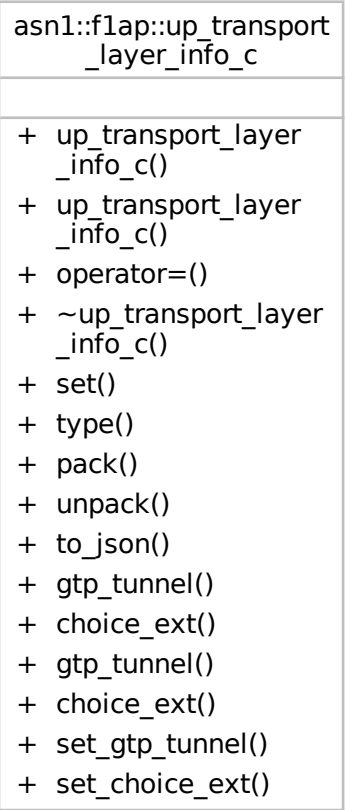 asn1::f1ap::up_transport
_layer_info_c
+ up_transport_layer
_info_c()
+ up_transport_layer
_info_c()
+ operator=()
+ ~up_transport_layer
_info_c()
+ set()
+ type()
+ pack()
+ unpack()
+ to_json()
+ gtp_tunnel()
+ choice_ext()
+ gtp_tunnel()
+ choice_ext()
+ set_gtp_tunnel()
+ set_choice_ext()